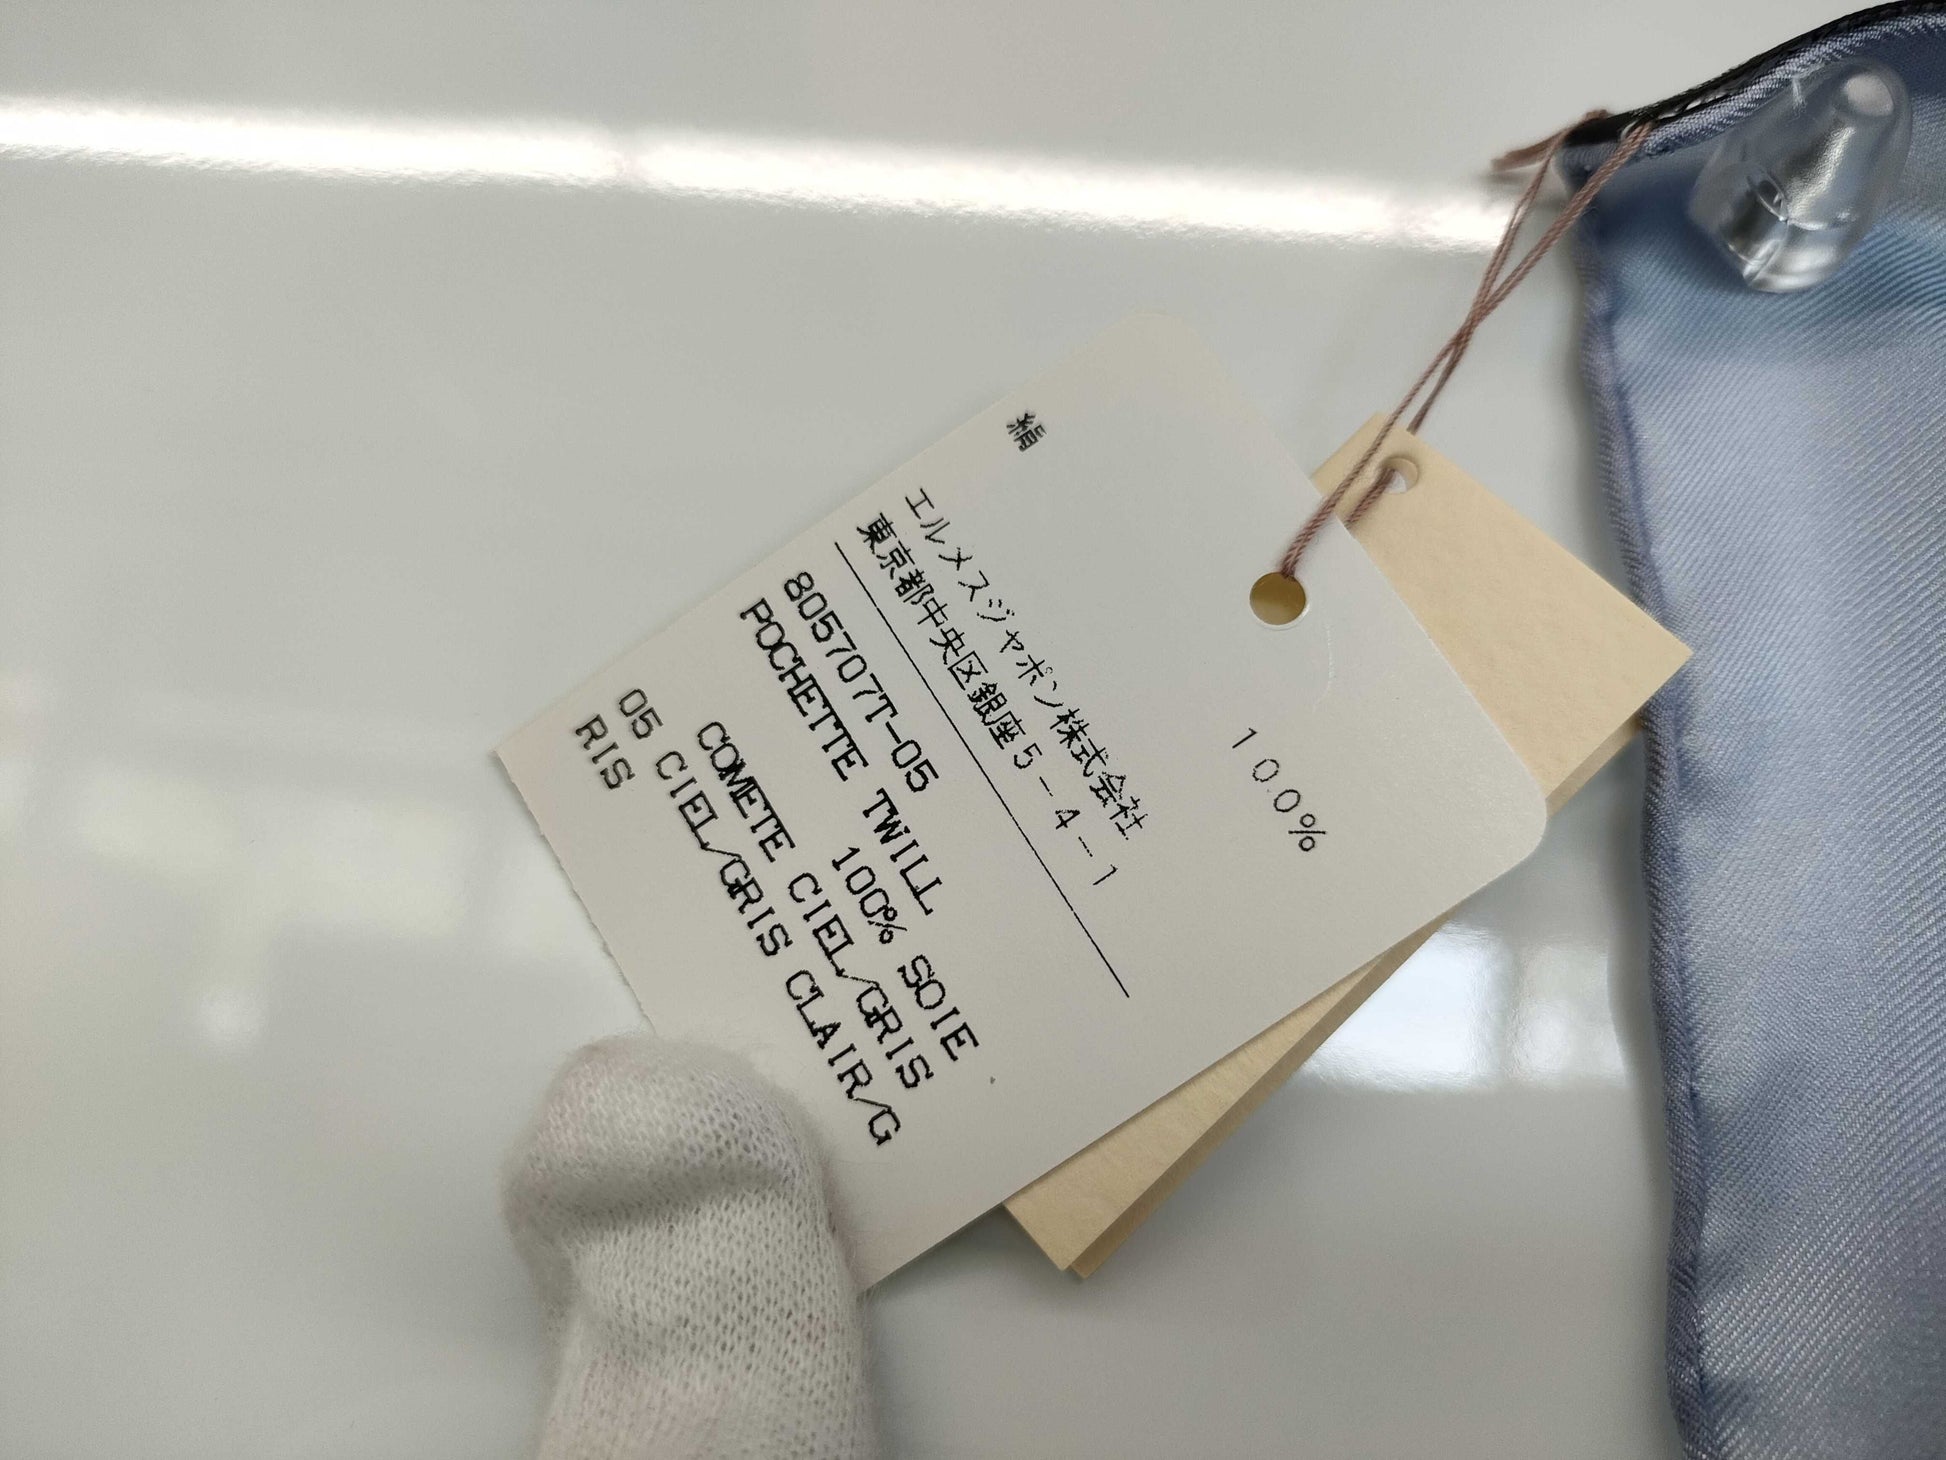 絹 100%
エルメスジャポン株式会社
東京都中央区銀座5-4-1
805707T-05
POCHETTE TWILL
100% SOIE
COMETE CIEL/GRIS
05 CIEL/GRIS CLAIR/G
RIS